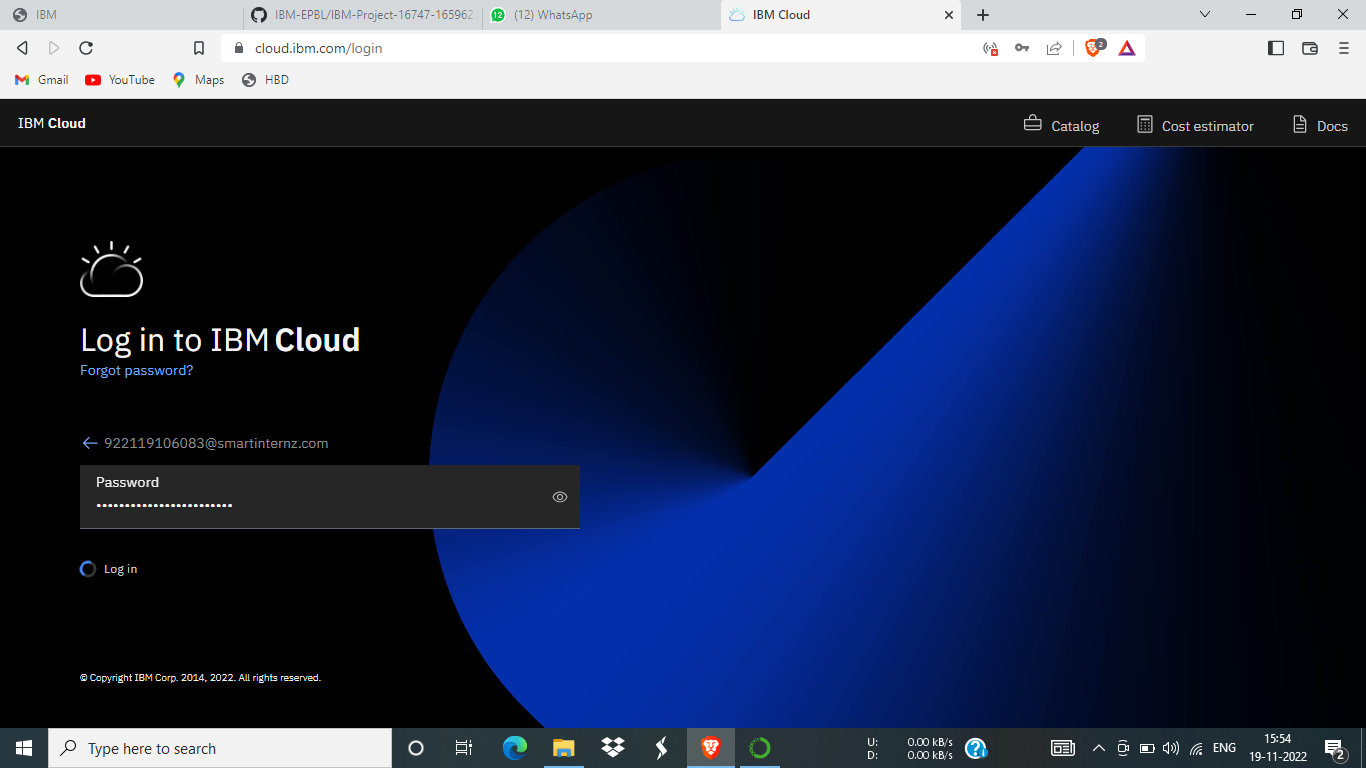 IBM
IBM-EPBL/IBM-Project-16747-1659621
(12) WhatsApp
IBM Cloud
cloud.ibm.com/login
2
Gmail
YouTube
Maps
HBD
IBM Cloud
Catalog
Cost estimator
Docs
Log in to IBM Cloud
Forgot password?
922119106083@smartinternz.com
Password
Log in
© Copyright IBM Corp. 2014, 2022. All rights reserved.
Type here to search
U: 0.00 kB/s
D: 0.00 kB/s
ENG
15:54
19-11-2022
2